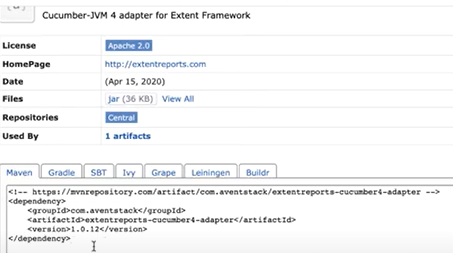 Cucumber-JVM 4 adapter for Extent Framework
License Apache 2.0
HomePage http://extentreports.com
Date (Apr 15, 2020)
Files jar (36 KB) View All
Repositories Central
Used By 1 artifacts
Maven Gradle SBT Ivy Grape Leiningen Buildr
<!-- https://mvnrepository.com/artifact/com.aventstack/extentreports-cucumber4-adapter -->
<dependency>
<groupId>com.aventstack</groupId>
<artifactId>extentreports-cucumber4-adapter</artifactId>
<version>1.0.12</version>
</dependency>